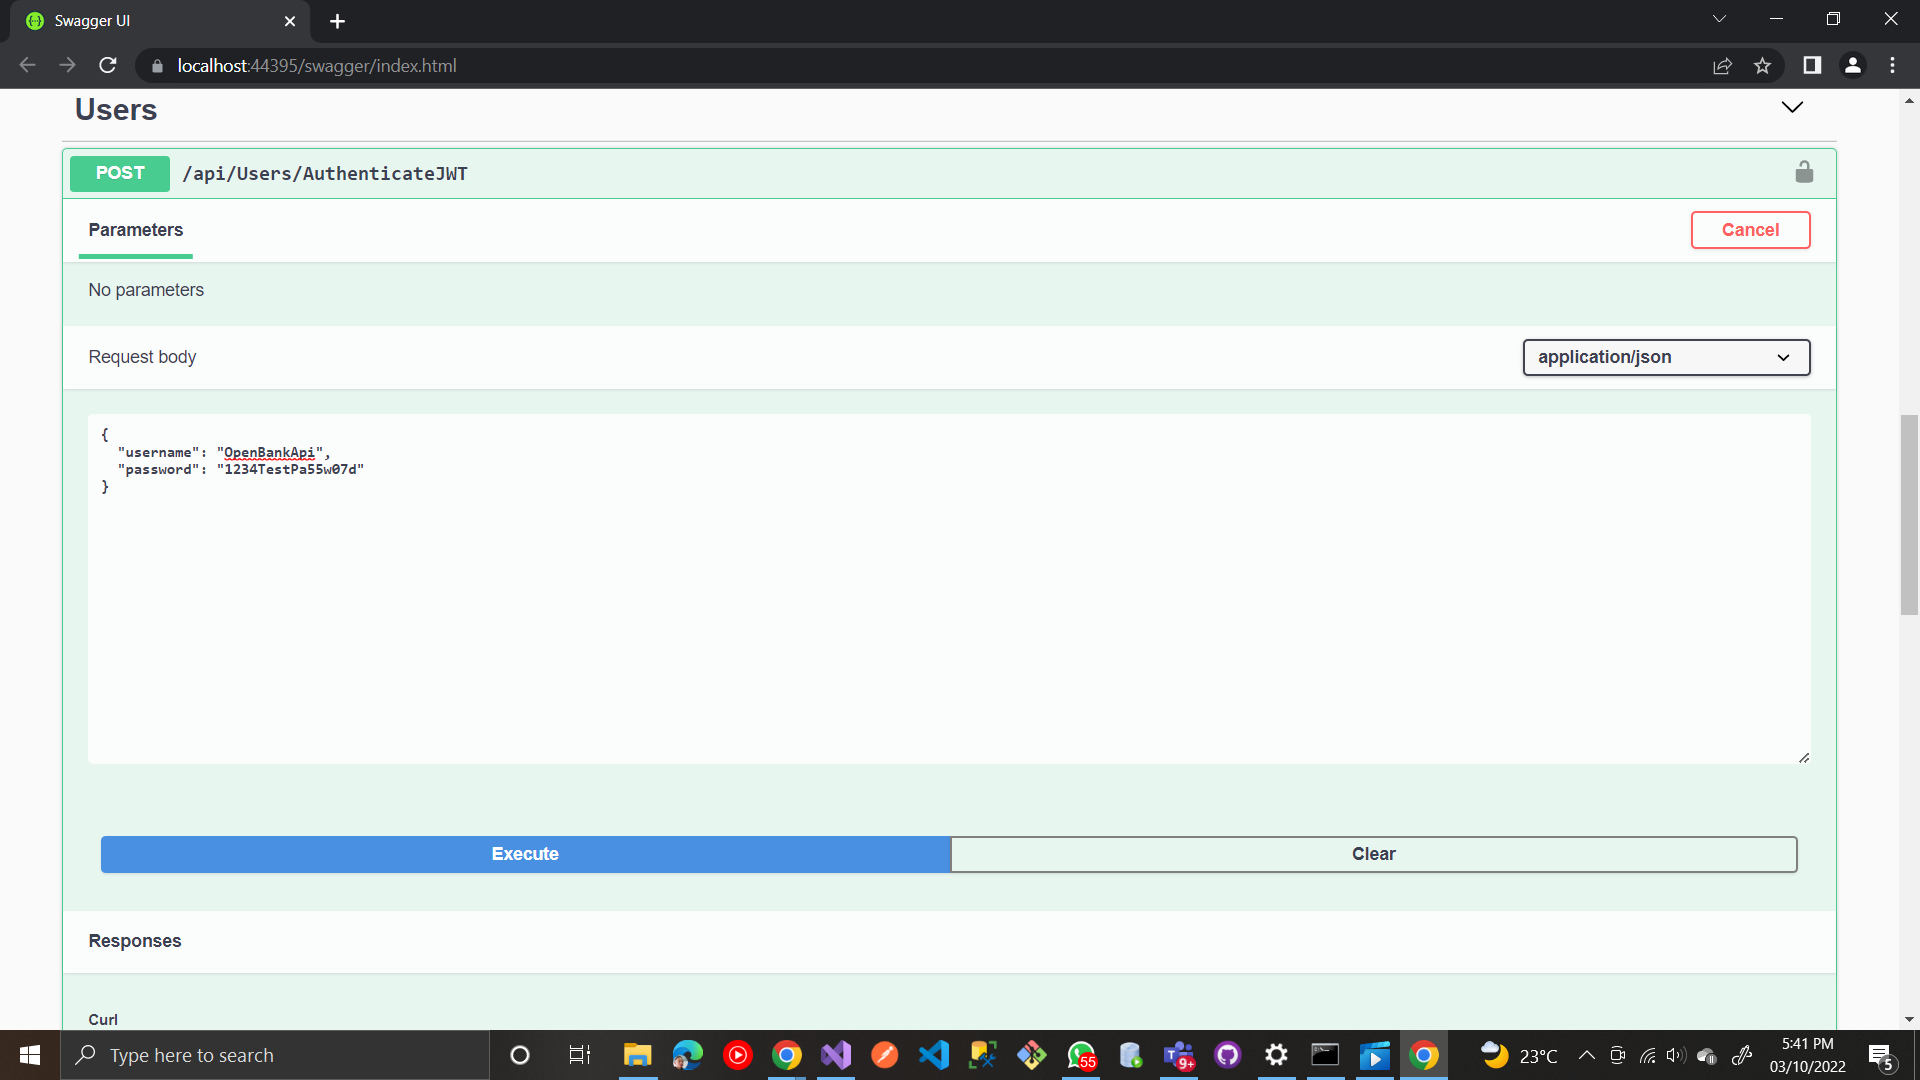 Swagger UI
localhost:44395/swagger/index.html
Users
POST /api/Users/AuthenticateJWT
Parameters
Cancel
No parameters
Request body
application/json
{
"username": "OpenBankApi",
"password": "1234TestPa55w07d"
}
Execute
Clear
Responses
Curl
Type here to search
55
9+
23°C
5:41 PM
03/10/2022
5